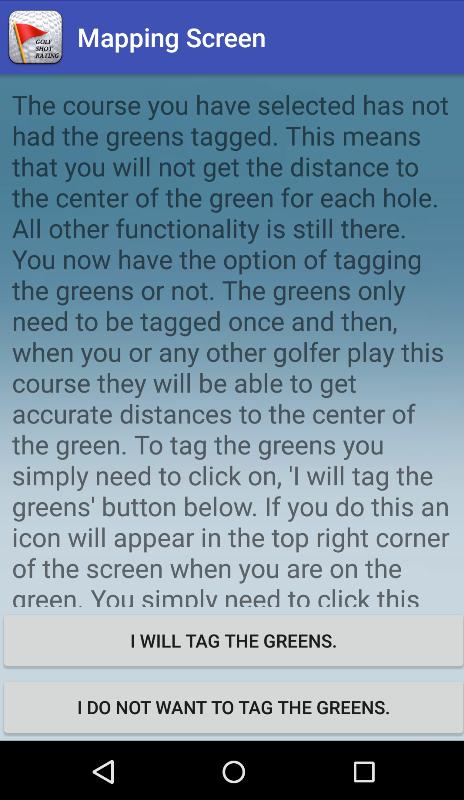 GOLF
SHOT
RATING
Mapping Screen
The course you have selected has not
had the greens tagged. This means
that you will not get the distance to
the center of the green for each hole.
All other functionality is still there.
You now have the option of tagging
the greens or not. The greens only
need to be tagged once and then,
when you or any other golfer play this
course they will be able to get
accurate distances to the center of
the green. To tag the greens you
simply need to click on, 'I will tag the
greens' button below. If you do this an
icon will appear in the top right corner
of the screen when you are on the
green. You simply need to click this
I WILL TAG THE GREENS.
I DO NOT WANT TO TAG THE GREENS.